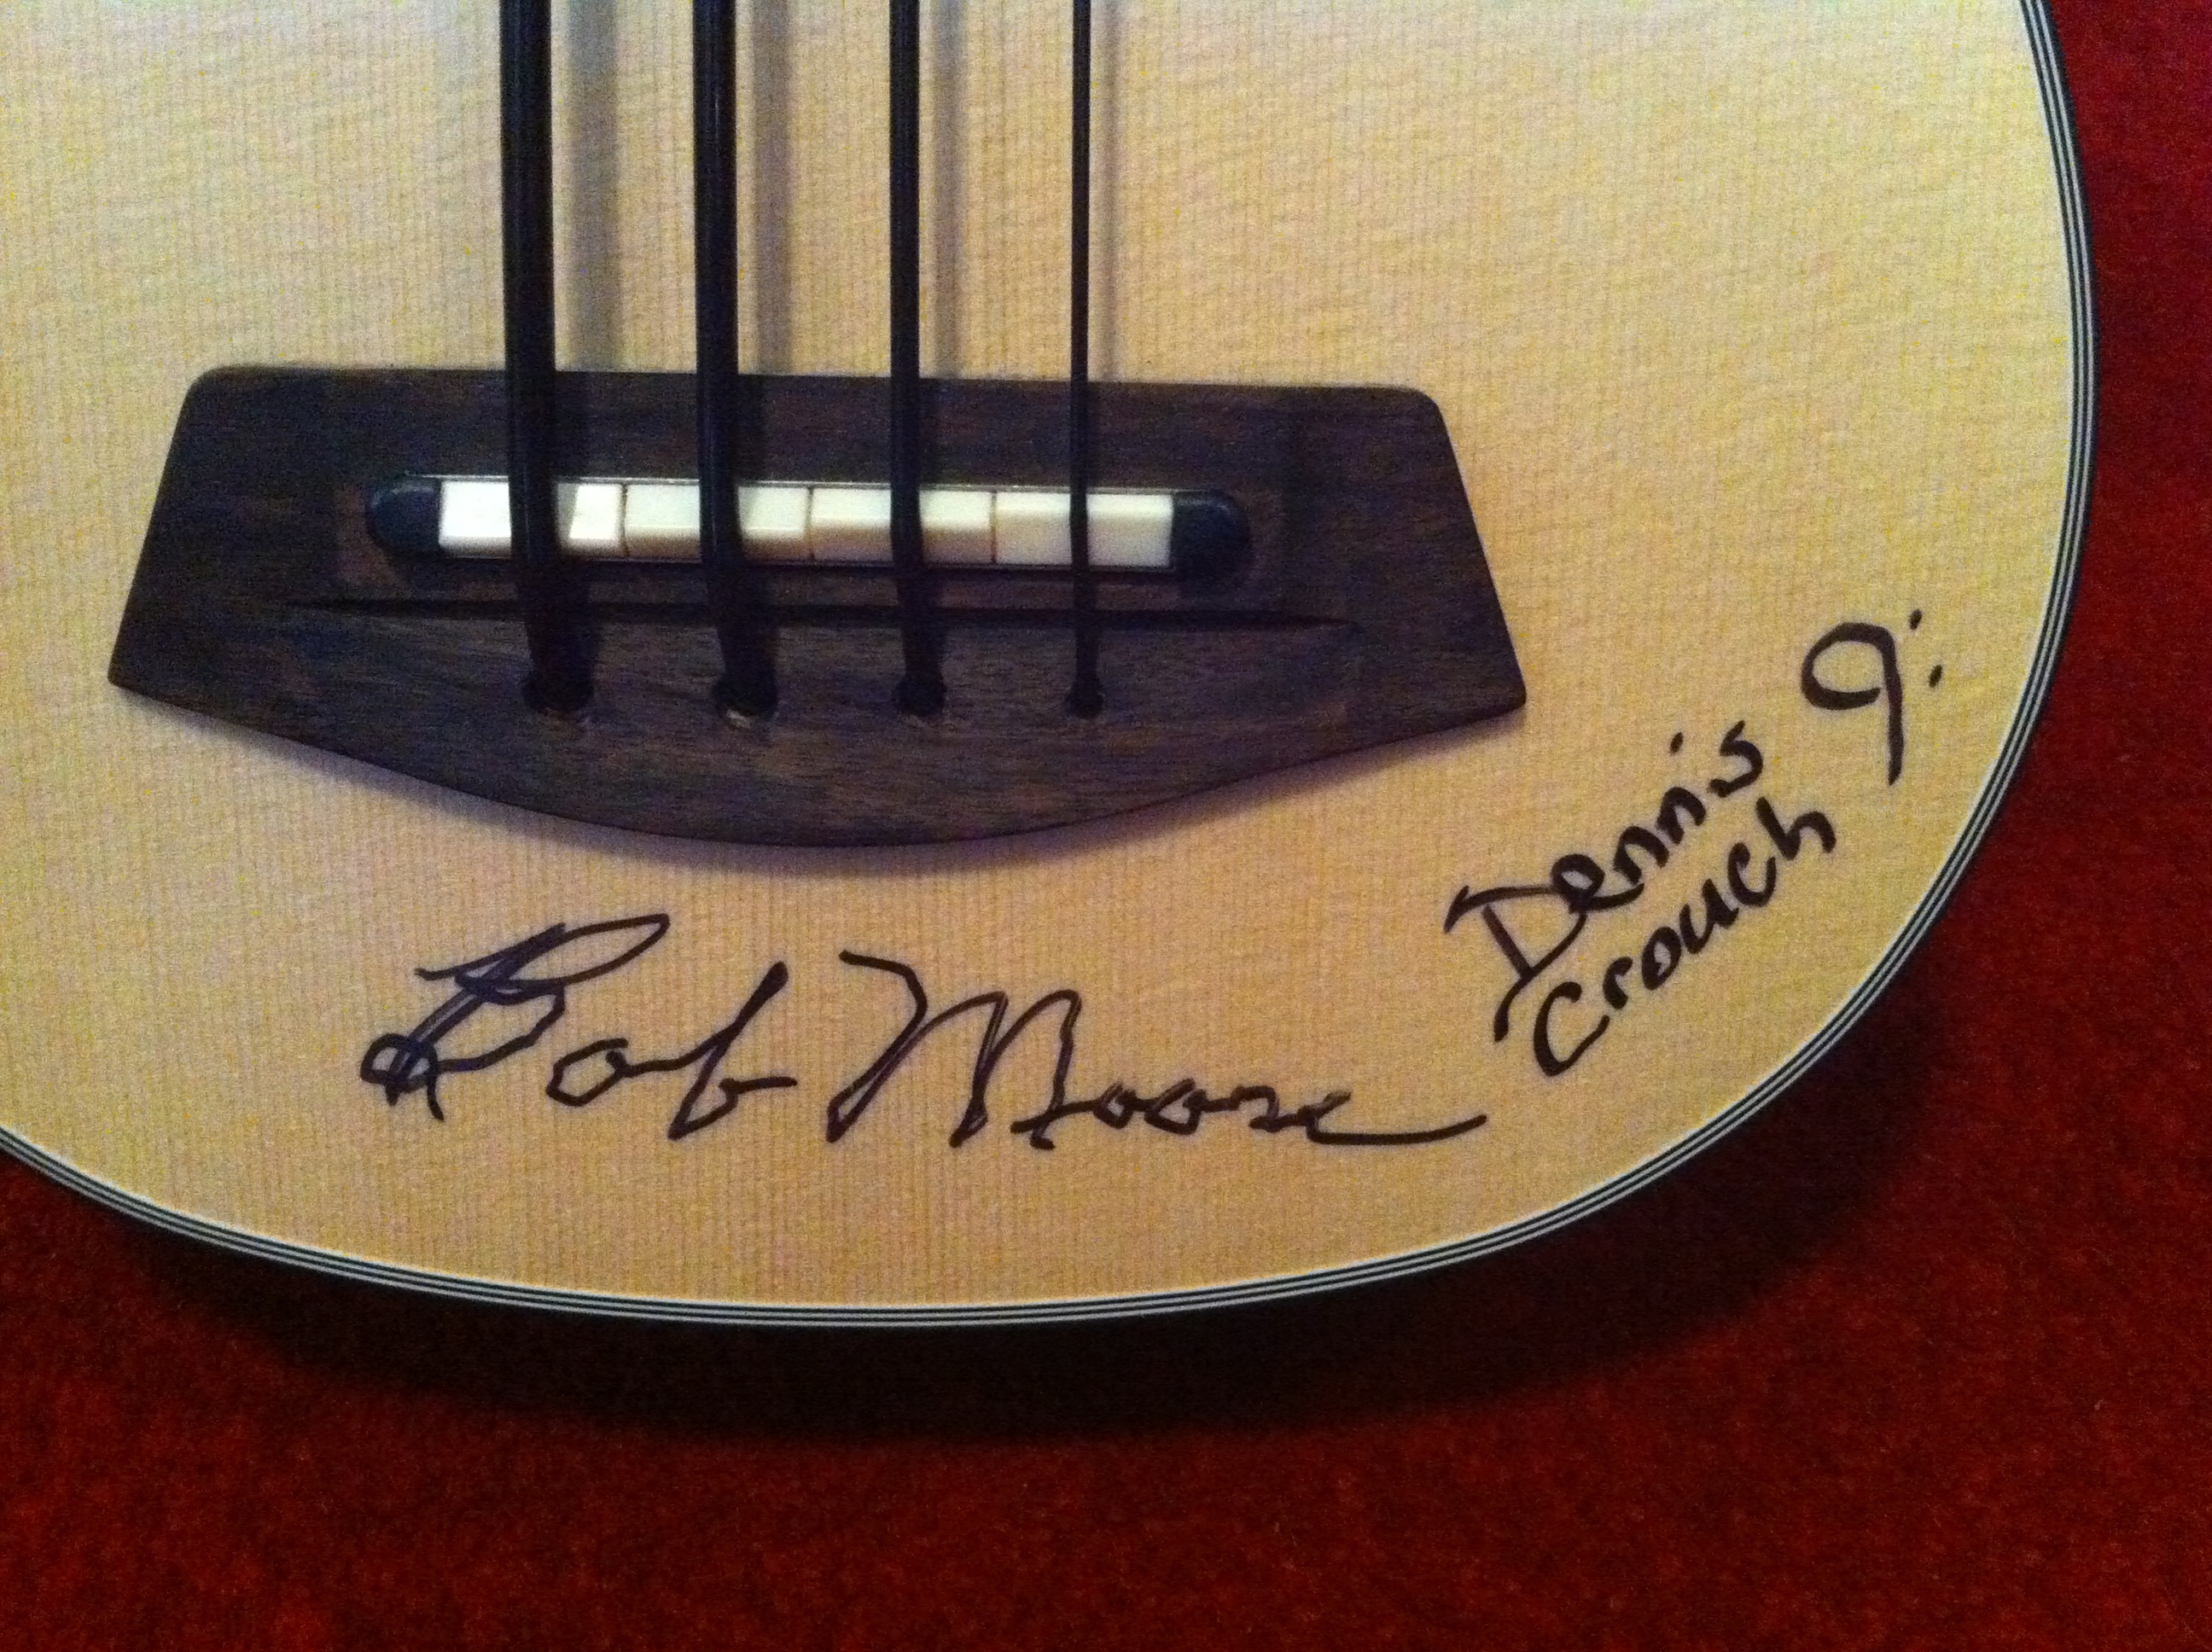 Bob Moore
Dennis
Crouch